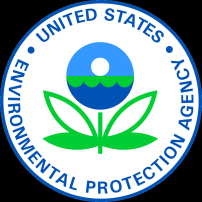 UNITED STATES
• ENVIRONMENTAL PROTECTION AGENCY •